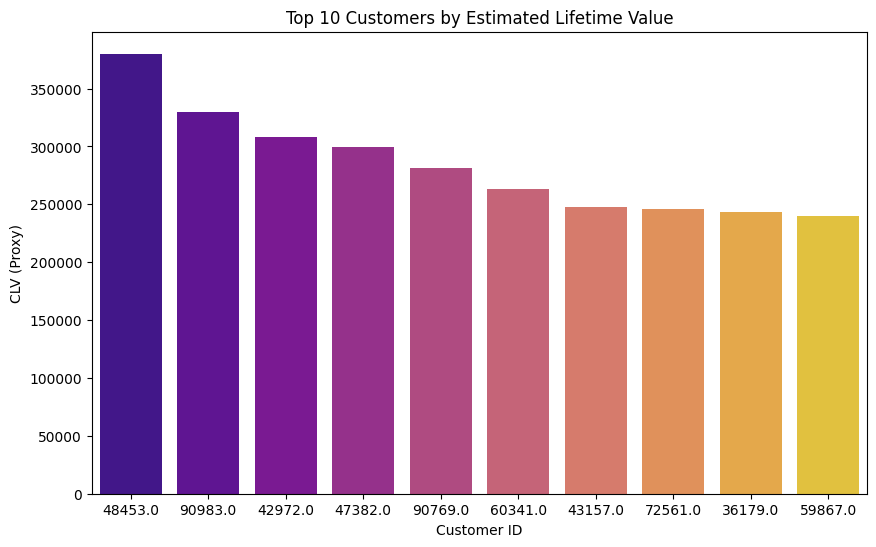 Top 10 Customers by Estimated Lifetime Value
CLV (Proxy)
350000
300000
250000
200000
150000
100000
50000
0
48453.0 90983.0 42972.0 47382.0 90769.0 60341.0 43157.0 72561.0 36179.0 59867.0
Customer ID